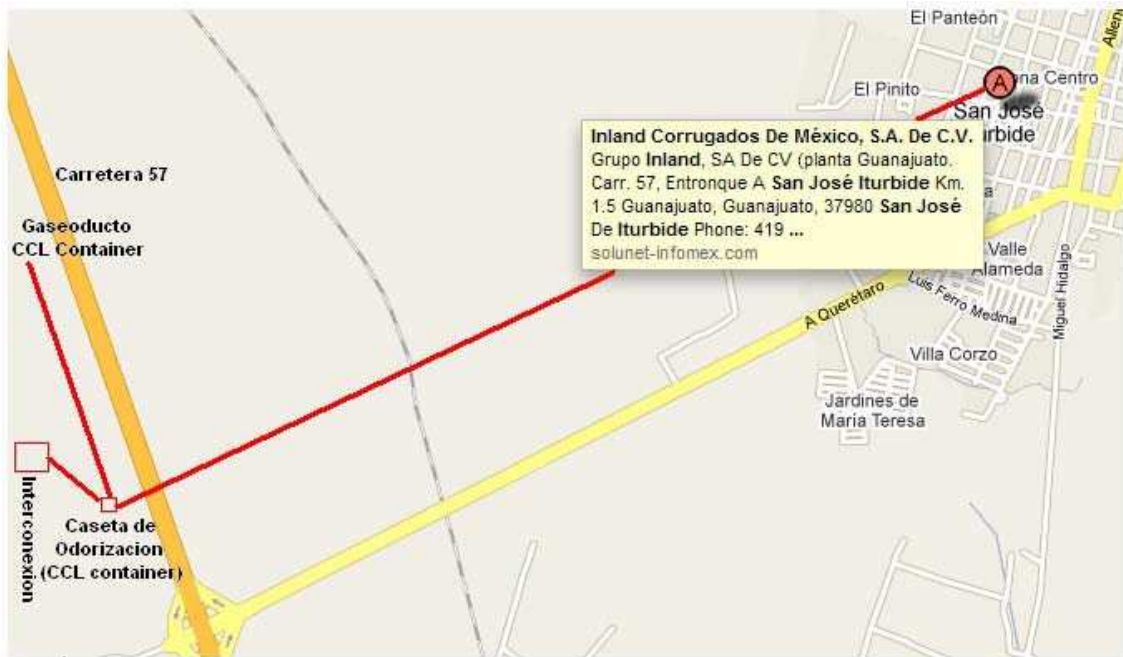 El Panteón
Allen
Zona Centro
El Pinito
A
San José
Iturbide
Inland Corrugados De México, S.A. De C.V.
Grupo Inland, SA De CV (planta Guanajuato.
Carr. 57, Entronque A San José Iturbide Km.
1.5 Guanajuato, Guanajuato, 37980 San José
De Iturbide Phone: 419 ...
solunet-infomex.com
Carretera 57
Gaseoducto
CCL Container
Valle
Alameda
Luis Ferro Medina
Miguel Hidalgo
A Querétaro
Villa Corzo
Jardines de
María Teresa
Interconexion
Caseta de
Odorizacion
(CCL container)